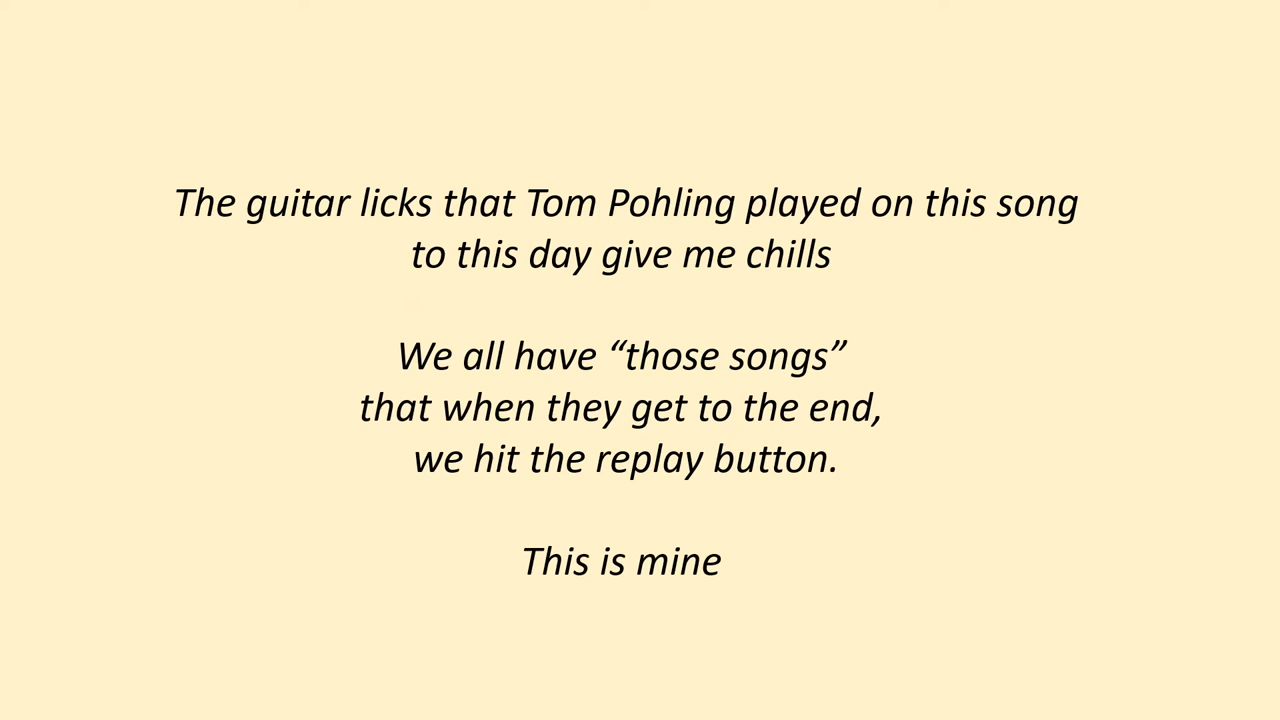 The guitar licks that Tom Pohling played on this song
to this day give me chills
We all have “those songs”
that when they get to the end,
we hit the replay button.
This is mine